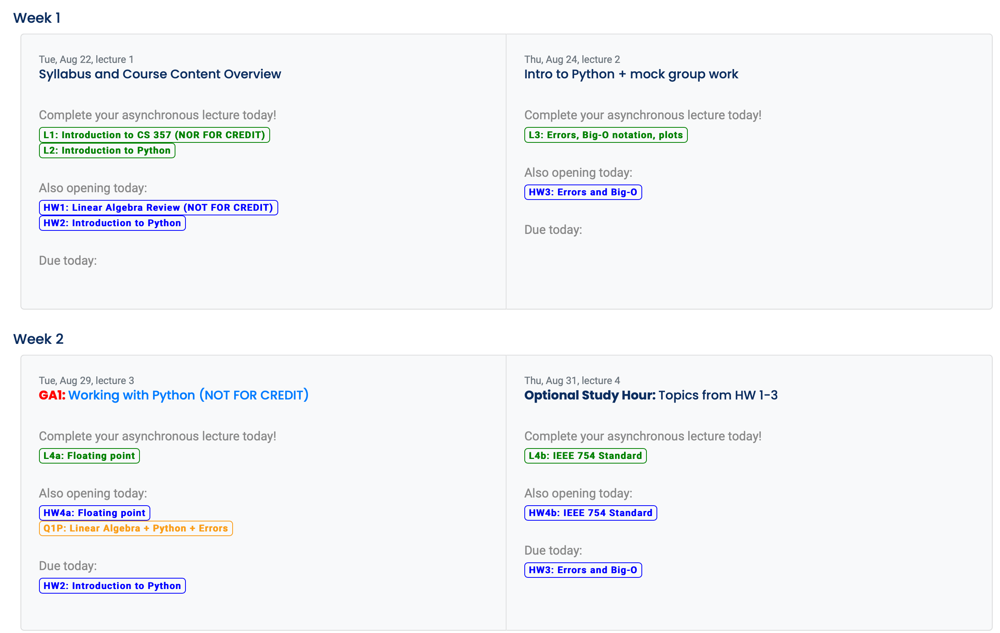 Week 1
Tue, Aug 22, lecture 1
Syllabus and Course Content Overview
Complete your asynchronous lecture today!
L1: Introduction to CS 357 (NOR FOR CREDIT)
L2: Introduction to Python
Also opening today:
HW1: Linear Algebra Review (NOT FOR CREDIT)
HW2: Introduction to Python
Due today:
Thu, Aug 24, lecture 2
Intro to Python + mock group work
Complete your asynchronous lecture today!
L3: Errors, Big-O notation, plots
Also opening today:
HW3: Errors and Big-O
Due today:
Week 2
Tue, Aug 29, lecture 3
GA1: Working with Python (NOT FOR CREDIT)
Complete your asynchronous lecture today!
L4a: Floating point
Also opening today:
HW4a: Floating point
Q1P: Linear Algebra + Python + Errors
Due today:
HW2: Introduction to Python
Thu, Aug 31, lecture 4
Optional Study Hour: Topics from HW 1-3
Complete your asynchronous lecture today!
L4b: IEEE 754 Standard
Also opening today:
HW4b: IEEE 754 Standard
Due today:
HW3: Errors and Big-O